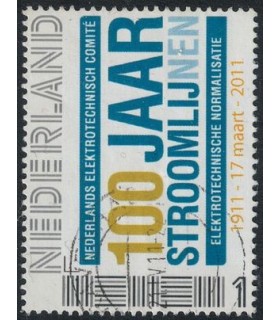 NEDERLAND
NEDERLANDS ELEKTROTECHNISCH COMITÉ
100 JAAR
STROOMLIJNEN
ELEKTROTECHNISCHE NORMALISATIE
1911 - 17 maart - 2011
1